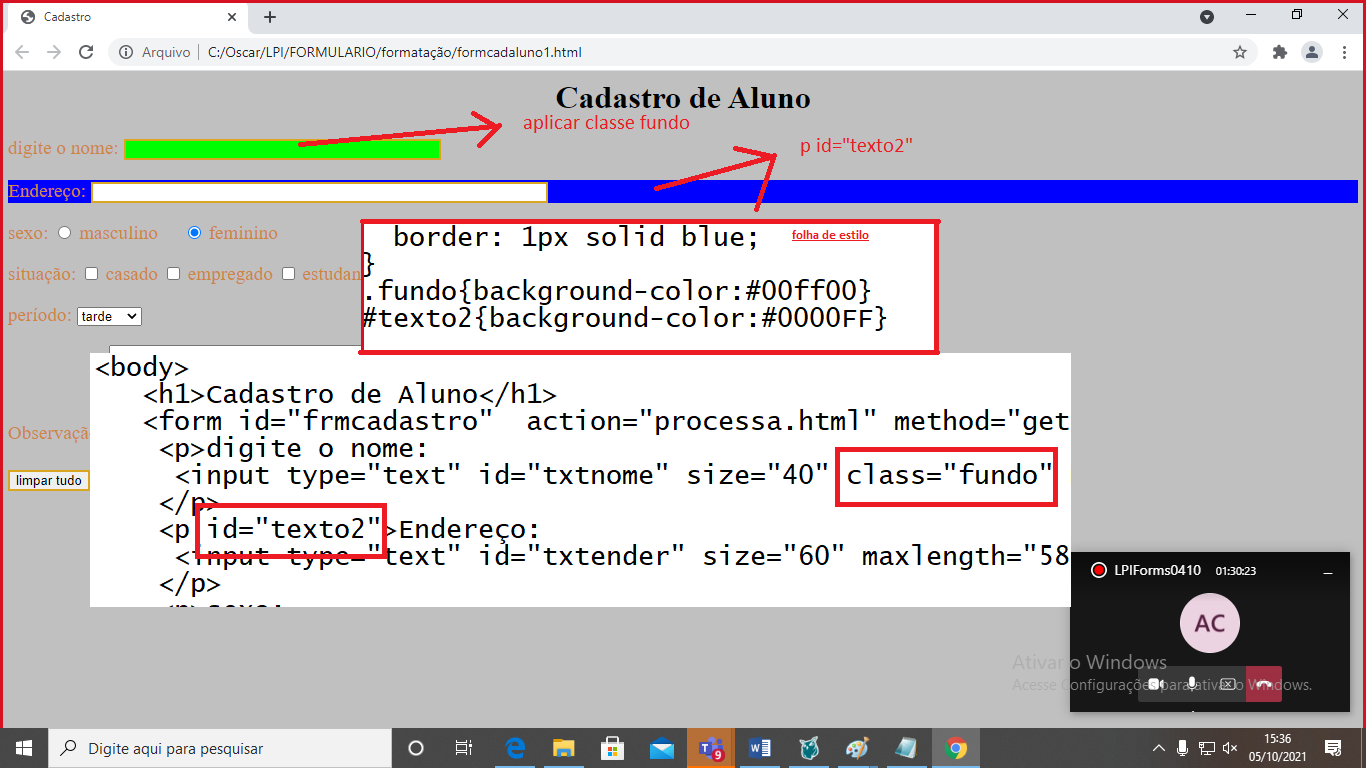 Cadastro
Arquivo
C:/Oscar/LPI/FORMULARIO/formatação/formcadaluno1.html
Cadastro de Aluno
aplicar classe fundo
digite o nome:
p id="texto2"
Endereço:
sexo: masculino feminino
border: 1px solid blue;
folha de estilo
}
situação: casado empregado estudan
.fundo{background-color:#00ff00}
periodo: tarde
#texto2{background-color:#0000FF}
<body>
<h1>Cadastro de Aluno</h1>
<form id="frmcadastro" action="processa.html" method="get
Observaçã
<p>digite o nome:
<input type="text" id="txtnome" size="40" class="fundo"
limpar tudo
</p>
<p id="texto2">Endereço:
<input type="text" id="txtender" size="60" maxlength="58
</p>
LPIForms0410 01:30:23
AC
Ativar o Windows
Acesse Configurações para ativar o Windows.
Digite aqui para pesquisar
9
15:36
05/10/2021